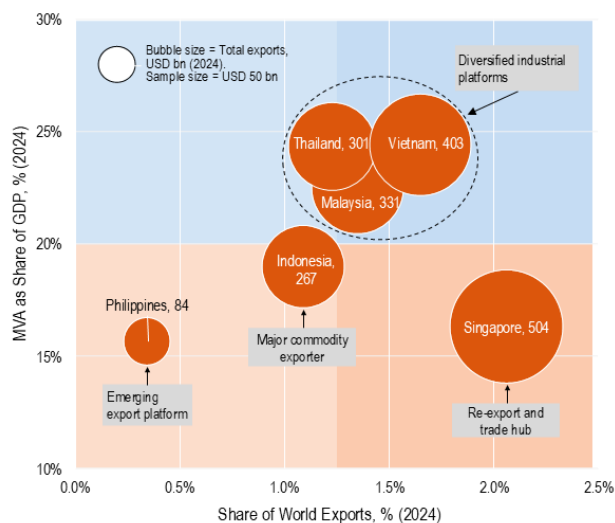 30%
Bubble size = Total exports,
USD bn (2024).
Sample size = USD 50 bn
Diversified industrial
platforms
25%
Thailand, 301
Vietnam, 403
Malaysia, 331
20%
Indonesia,
267
Philippines, 84
Singapore, 504
15%
Major commodity
exporter
Emerging
export platform
Re-export and
trade hub
10%
0.0%
0.5%
1.0%
1.5%
2.0%
2.5%
MVA as Share of GDP, % (2024)
Share of World Exports, % (2024)